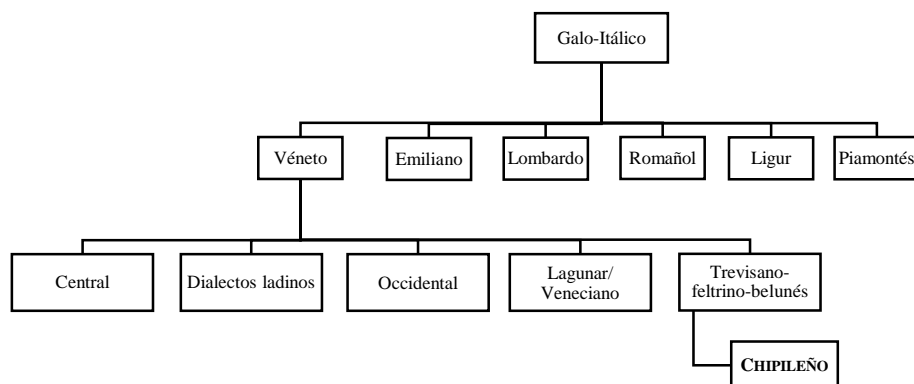 Galo-Itálico
Véneto
Emiliano
Lombardo
Romañol
Ligur
Piamontés
Central
Dialectos ladinos
Occidental
Lagunar/
Veneciano
Trevisano-
feltrino-belunés
CHIPILEÑO